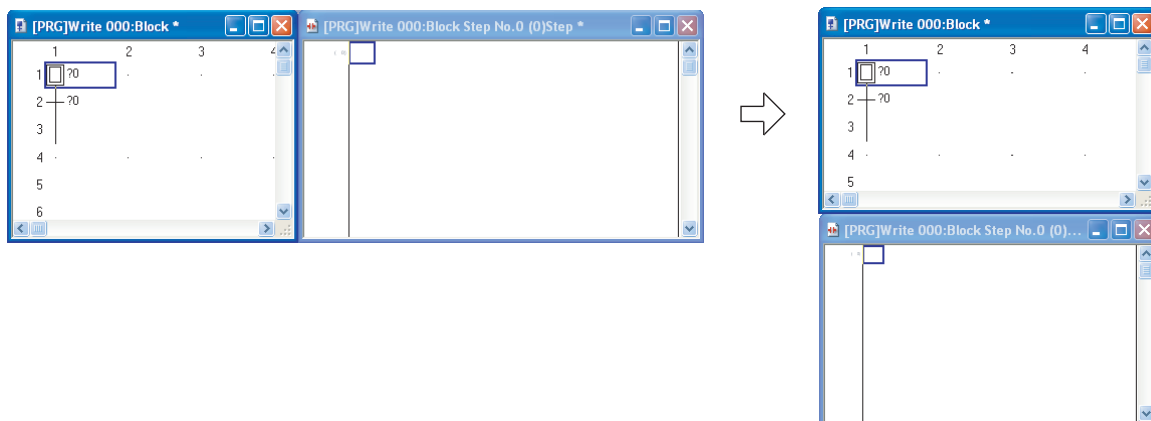 [PRG]Write 000:Block *
1 2 3 4
1 ?0
2 ?0
3
4
5
6
[PRG]Write 000:Block Step No.0 (0)Step *
[PRG]Write 000:Block *
1 2 3 4
1 ?0
2 ?0
3
4
5
[PRG]Write 000:Block Step No.0 (0)...